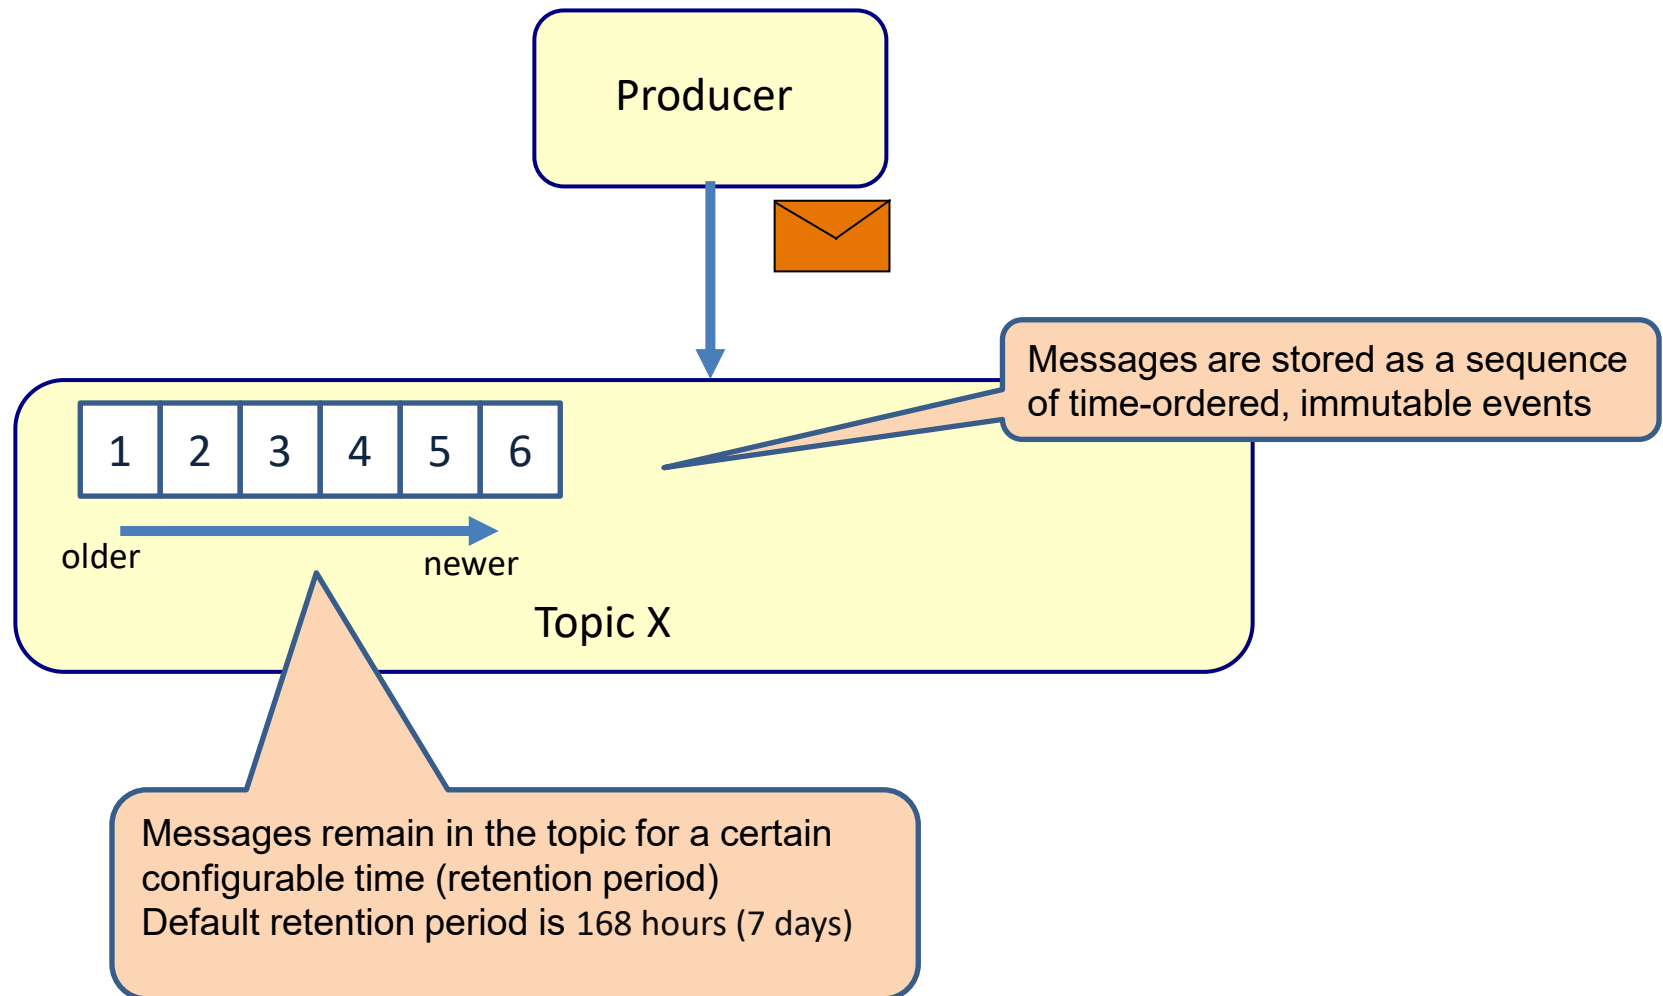 Producer
Messages are stored as a sequence
of time-ordered, immutable events
1 2 3 4 5 6
older newer
Topic X
Messages remain in the topic for a certain
configurable time (retention period)
Default retention period is 168 hours (7 days)